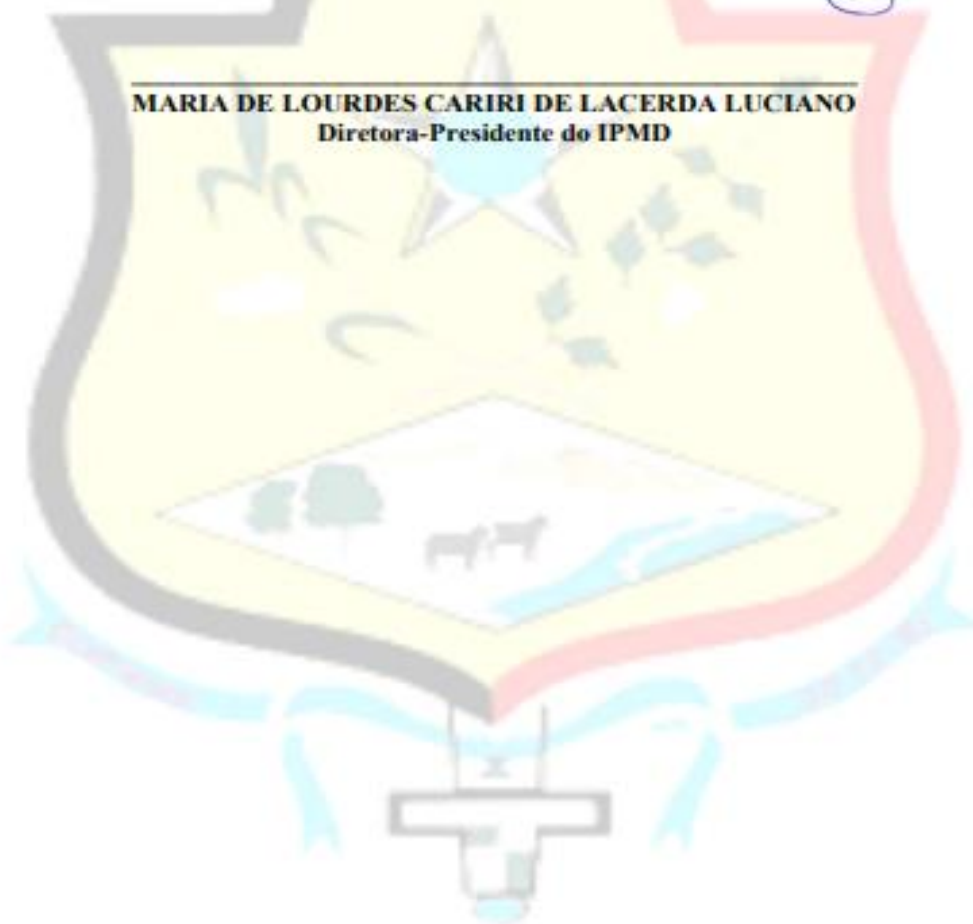 MARIA DE LOURDES CARIRI DE LACERDA LUCIANO
Diretora-Presidente do IPMD